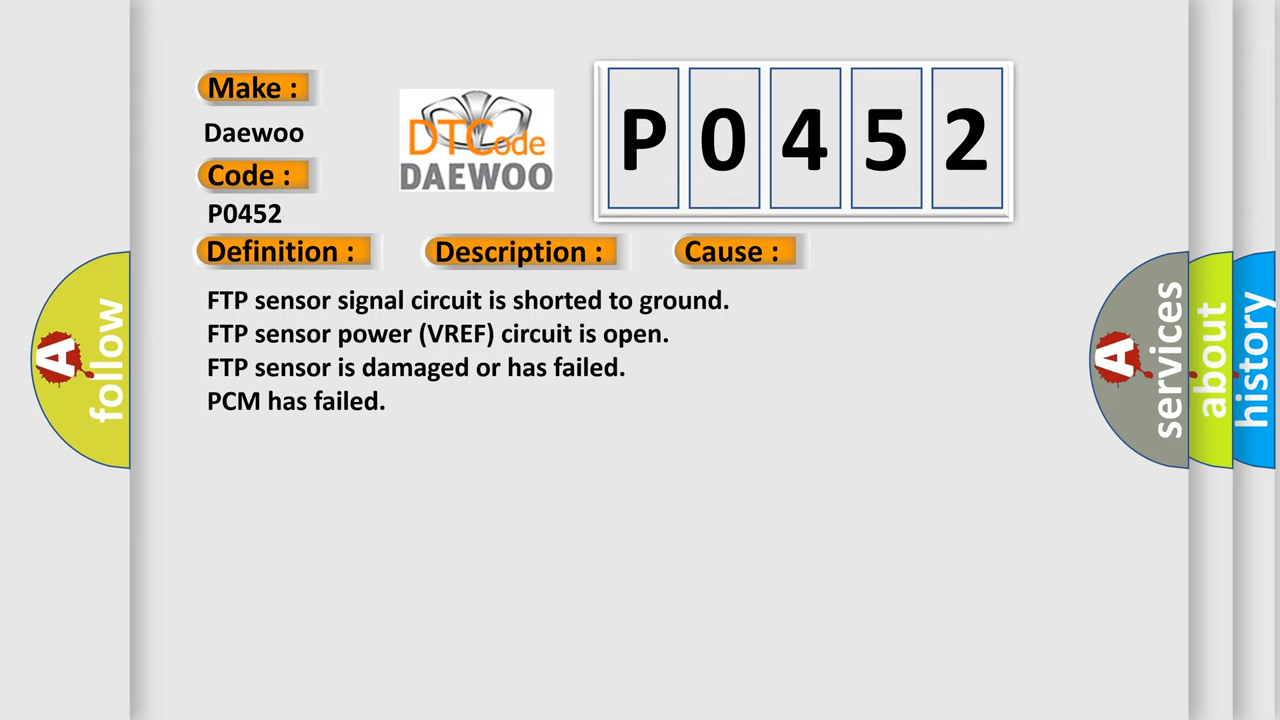 Make :
Daewoo
Code :
P0452
DTCode
DAEWOO
P0452
Definition :
Description :
Cause :
FTP sensor signal circuit is shorted to ground.
FTP sensor power (VREF) circuit is open.
FTP sensor is damaged or has failed.
PCM has failed.
A follow
A services
about
history